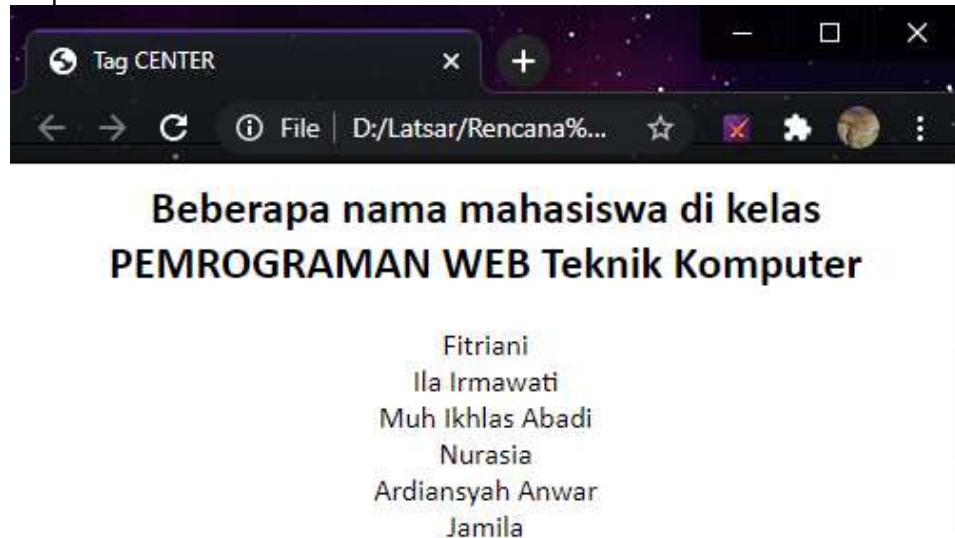 Tag CENTER
File | D:/Latsar/Rencana%...
Beberapa nama mahasiswa di kelas
PEMROGRAMAN WEB Teknik Komputer
Fitriani
Ila Irmawati
Muh Ikhlas Abadi
Nurasia
Ardiansyah Anwar
Jamila